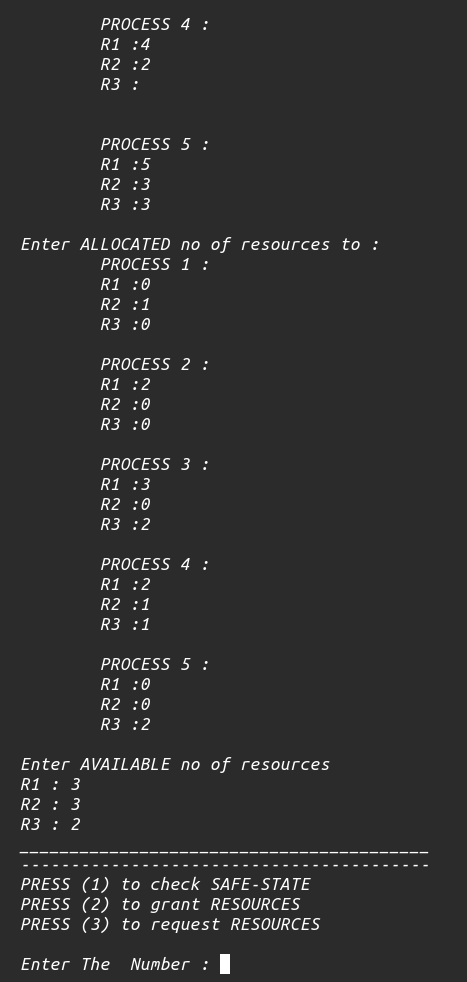 PROCESS 4 :
R1 :4
R2 :2
R3 :
PROCESS 5 :
R1 :5
R2 :3
R3 :3
Enter ALLOCATED no of resources to :
PROCESS 1 :
R1 :0
R2 :1
R3 :0
PROCESS 2 :
R1 :2
R2 :0
R3 :0
PROCESS 3 :
R1 :3
R2 :0
R3 :2
PROCESS 4 :
R1 :2
R2 :1
R3 :1
PROCESS 5 :
R1 :0
R2 :0
R3 :2
Enter AVAILABLE no of resources
R1 : 3
R2 : 3
R3 : 2
_________________________________________
-----------------------------------------
PRESS (1) to check SAFE-STATE
PRESS (2) to grant RESOURCES
PRESS (3) to request RESOURCES
Enter The  Number :